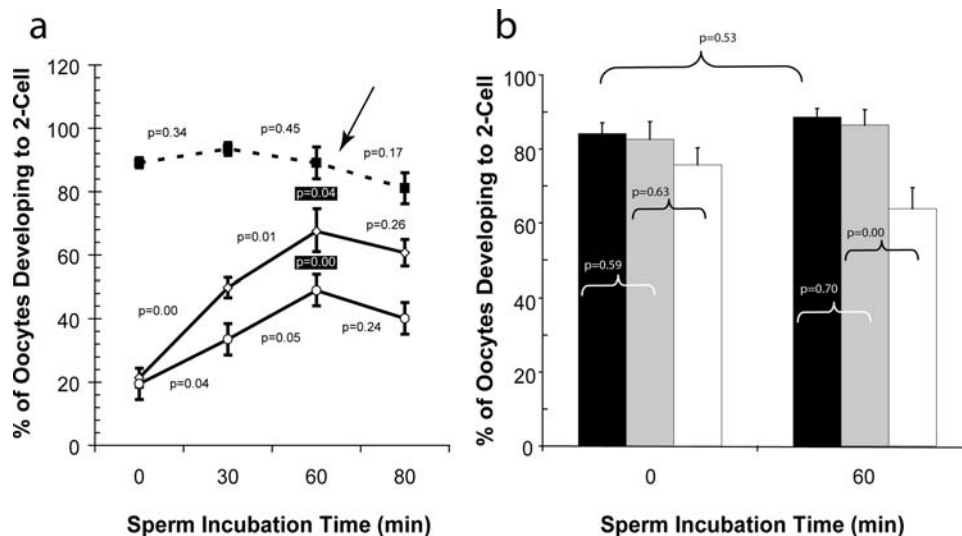 a
% of Oocytes Developing to 2-Cell
120
100
80
60
40
20
0
p=0.34
p=0.45
p=0.17
p=0.04
p=0.26
p=0.01
p=0.00
p=0.00
p=0.05
p=0.24
p=0.04
0 30 60 80
Sperm Incubation Time (min)
b
% of Oocytes Developing to 2-Cell
100
80
60
40
20
0
p=0.53
p=0.63
p=0.59
p=0.00
p=0.70
0 60
Sperm Incubation Time (min)